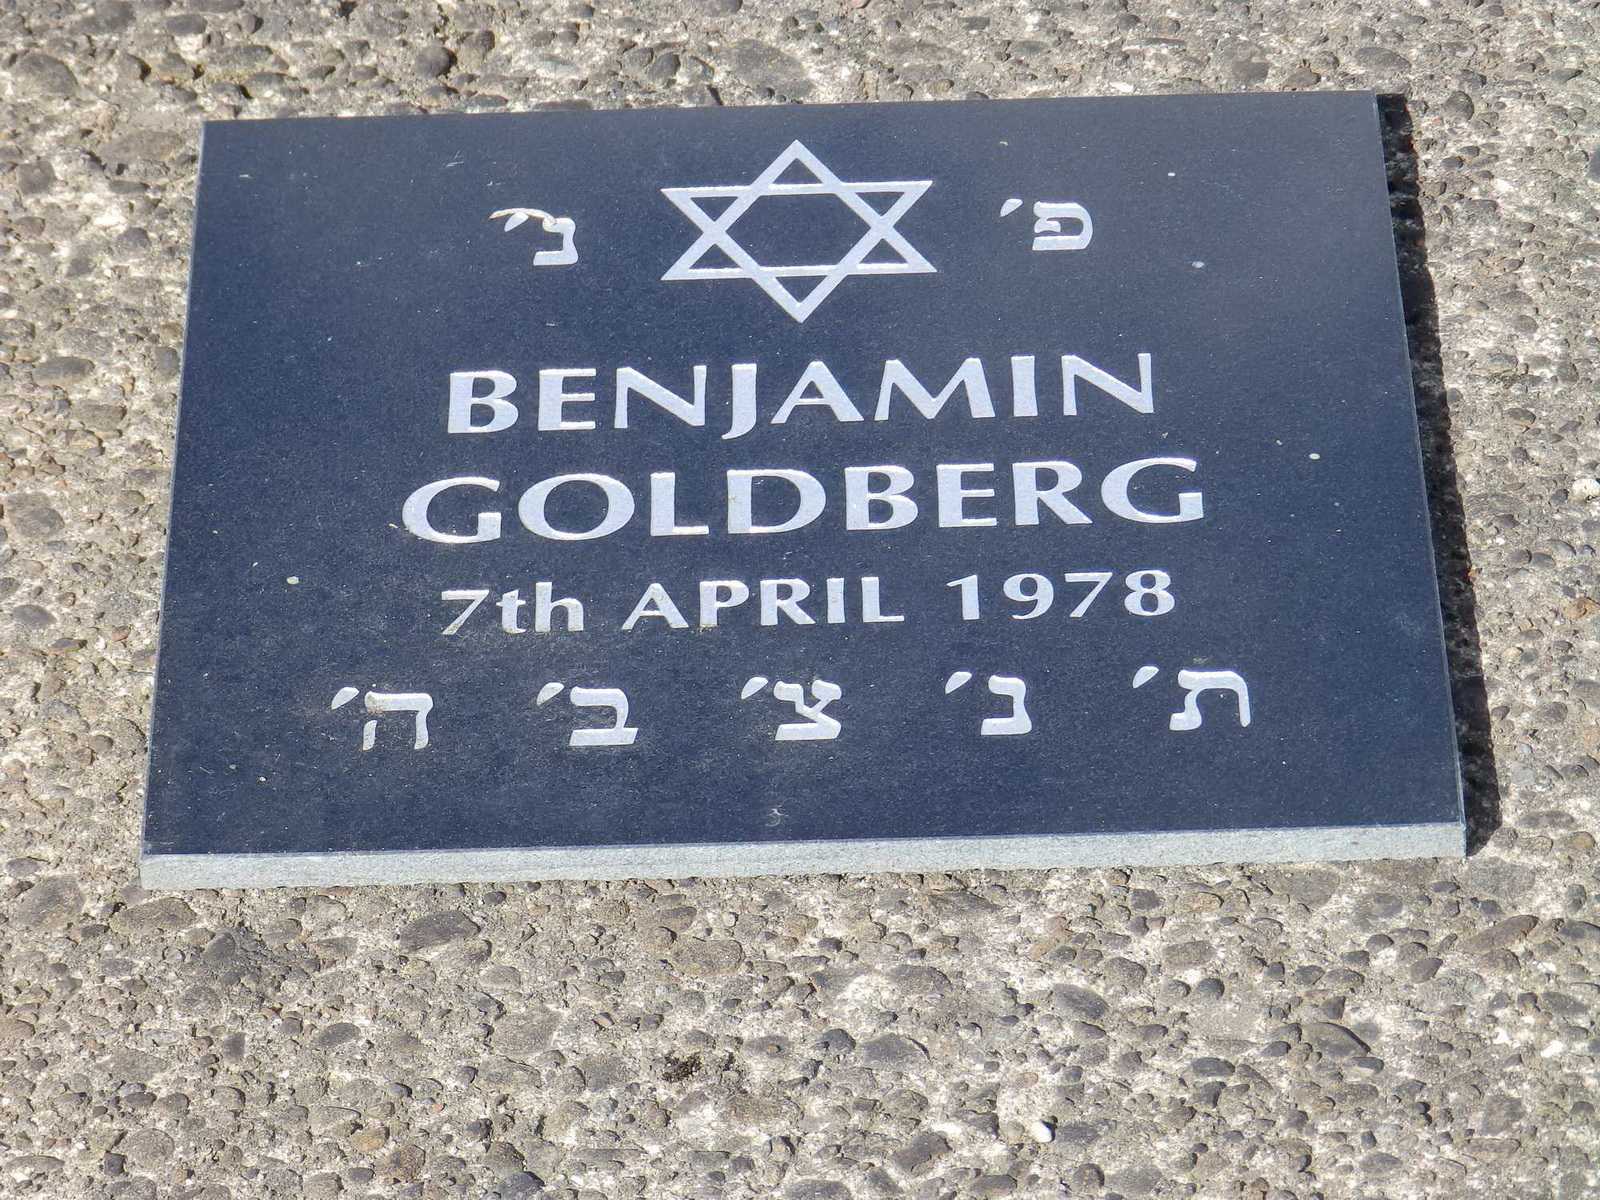 פ׳ נ׳
BENJAMIN
GOLDBERG
7th APRIL 1978
ת׳ נ׳ צ׳ ב׳ ה׳